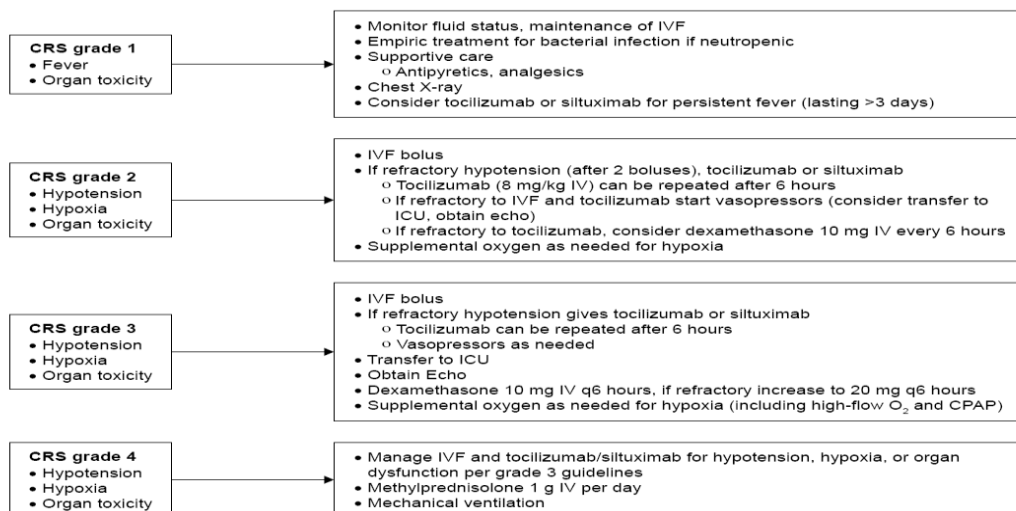 CRS grade 1
• Fever
• Organ toxicity
• Monitor fluid status, maintenance of IVF
• Empiric treatment for bacterial infection if neutropenic
• Supportive care
o Antipyretics, analgesics
• Chest X-ray
• Consider tocilizumab or siltuximab for persistent fever (lasting >3 days)
CRS grade 2
• Hypotension
• Hypoxia
• Organ toxicity
• IVF bolus
• If refractory hypotension (after 2 boluses), tocilizumab or siltuximab
o Tocilizumab (8 mg/kg IV) can be repeated after 6 hours
o If refractory to IVF and tocilizumab start vasopressors (consider transfer to
ICU, obtain echo)
o If refractory to tocilizumab, consider dexamethasone 10 mg IV every 6 hours
• Supplemental oxygen as needed for hypoxia
CRS grade 3
• Hypotension
• Hypoxia
• Organ toxicity
• IVF bolus
• If refractory hypotension gives tocilizumab or siltuximab
o Tocilizumab can be repeated after 6 hours
o Vasopressors as needed
• Transfer to ICU
• Obtain Echo
• Dexamethasone 10 mg IV q6 hours, if refractory increase to 20 mg q6 hours
• Supplemental oxygen as needed for hypoxia (including high-flow O₂ and CPAP)
CRS grade 4
• Hypotension
• Hypoxia
• Organ toxicity
• Manage IVF and tocilizumab/siltuximab for hypotension, hypoxia, or organ
dysfunction per grade 3 guidelines
• Methylprednisolone 1 g IV per day
• Mechanical ventilation